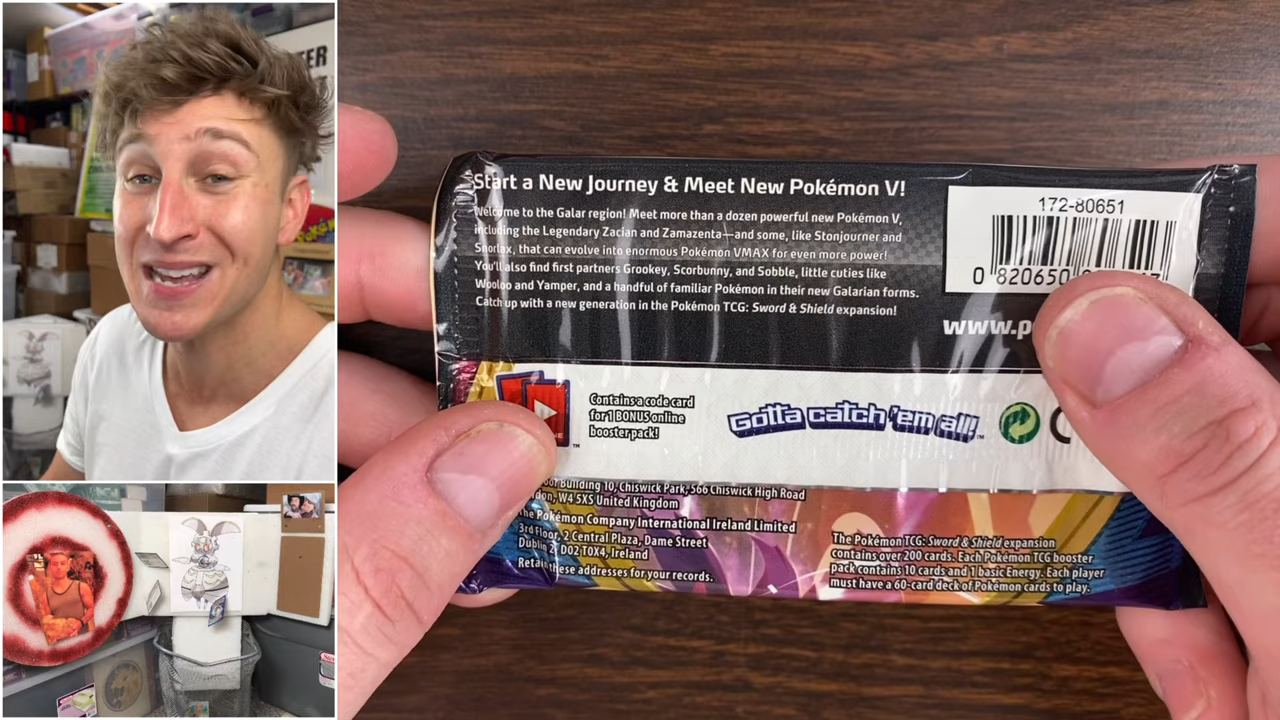 Start a New Journey & Meet New Pokémon V!
Welcome to the Galar region! Meet more than a dozen powerful new Pokémon V,
including the Legendary Zacian and Zamazenta—and some, like Stonjourner and
Snorlax, that can evolve into enormous Pokémon VMAX for even more power!
You'll also find first partners Grookey, Scorbunny, and Sobble, little cuties like
Wooloo and Yamper, and a handful of familiar Pokémon in their new Galarian forms.
Catch up with a new generation in the Pokémon TCG: Sword & Shield expansion!
172-80651
0 820650
www.p
Contains a code card
for 1 BONUS online
booster pack!
Gotta catch 'em all!
Building 10, Chiswick Park, 566 Chiswick High Road
W4 5XS United Kingdom
The Pokémon Company International Ireland Limited
3rd Floor, 2 Central Plaza, Dame Street
Dublin 2, D02 T0X4, Ireland
Retain these addresses for your records.
The Pokémon TCG: Sword & Shield expansion
contains over 200 cards. Each Pokémon TCG booster
pack contains 10 cards and 1 basic Energy. Each player
must have a 60-card deck of Pokémon cards to play.